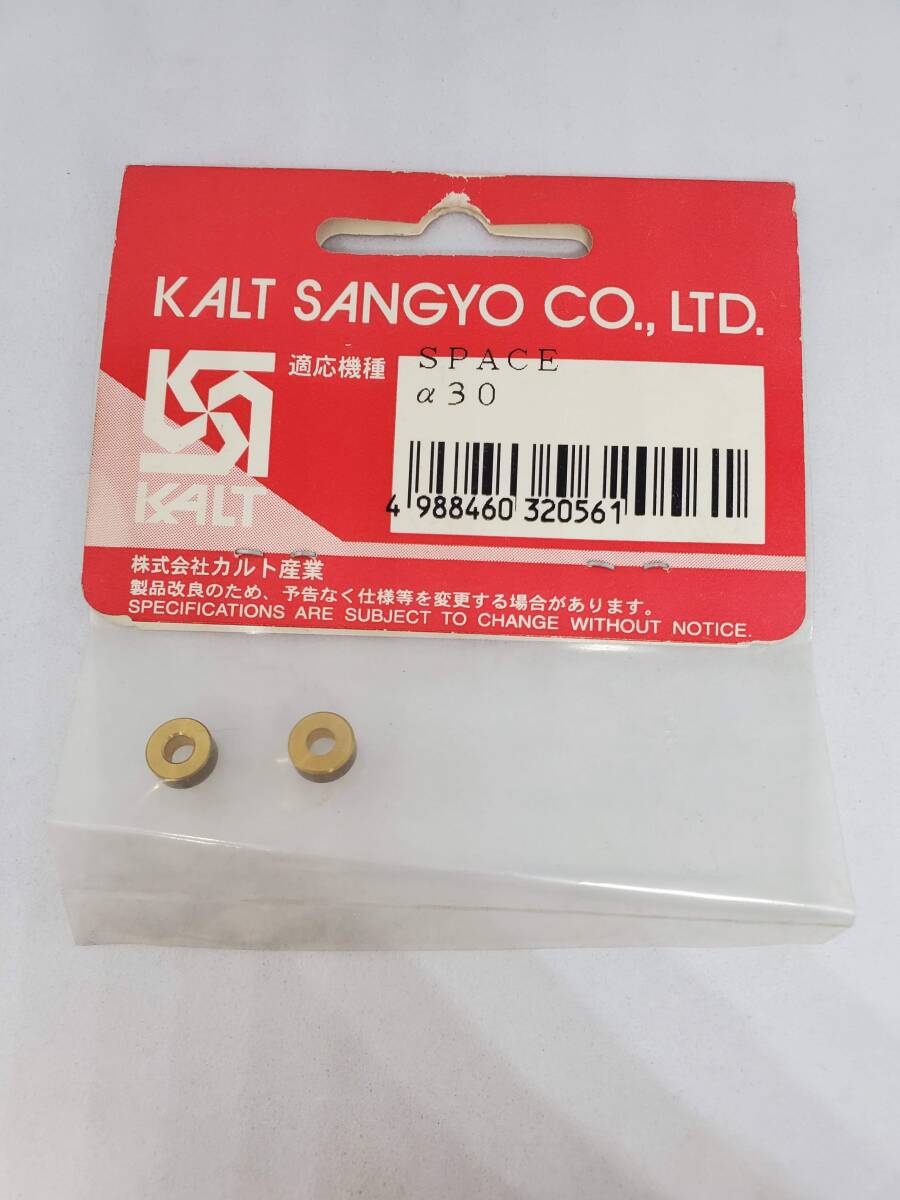 KALT SANGYO CO., LTD.
適応機種
SPACE
α30
4 988460 320561
KALT
株式会社カルト産業
製品改良のため、予告なく仕様等を変更する場合があります。
SPECIFICATIONS ARE SUBJECT TO CHANGE WITHOUT NOTICE.